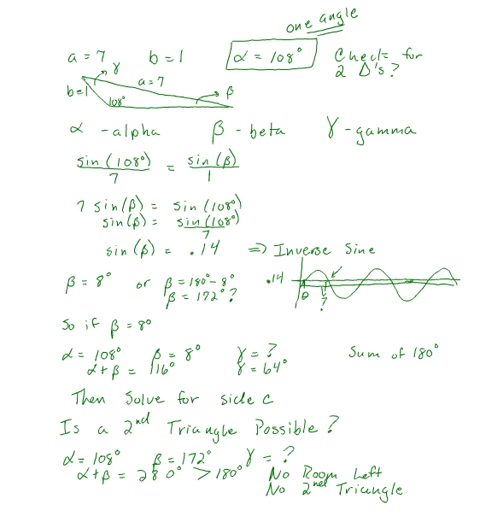 one angle
a = 7    b = 1    α = 108°    Check for 2 Δ's?
γ
a = 7
b = 1
108°
β
α - alpha    β - beta    γ - gamma
sin(108°)/7 = sin(β)/1
7 sin(β) = sin(108°)
sin(β) = sin(108°)/7
sin(β) = .14    ⇒ Inverse Sine
β = 8°    or β = 180° - 8°
β = 172°?
.14
θ
?
So if β = 8°
α = 108°    β = 8°    γ = ?    Sum of 180°
α + β = 116°    γ = 64°
Then Solve for side c
Is a 2nd Triangle Possible?
α = 108°    β = 172°    γ = ?
α + β = 280° > 180°    No Room Left
No 2nd Triangle.